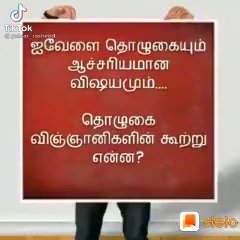 TikTok
ஐவேளை தொழுகையும்
ஆச்சரியமான
விஷயமும்....
தொழுகை
விஞ்ஞானிகளின் கூற்று
என்ன?
Helo